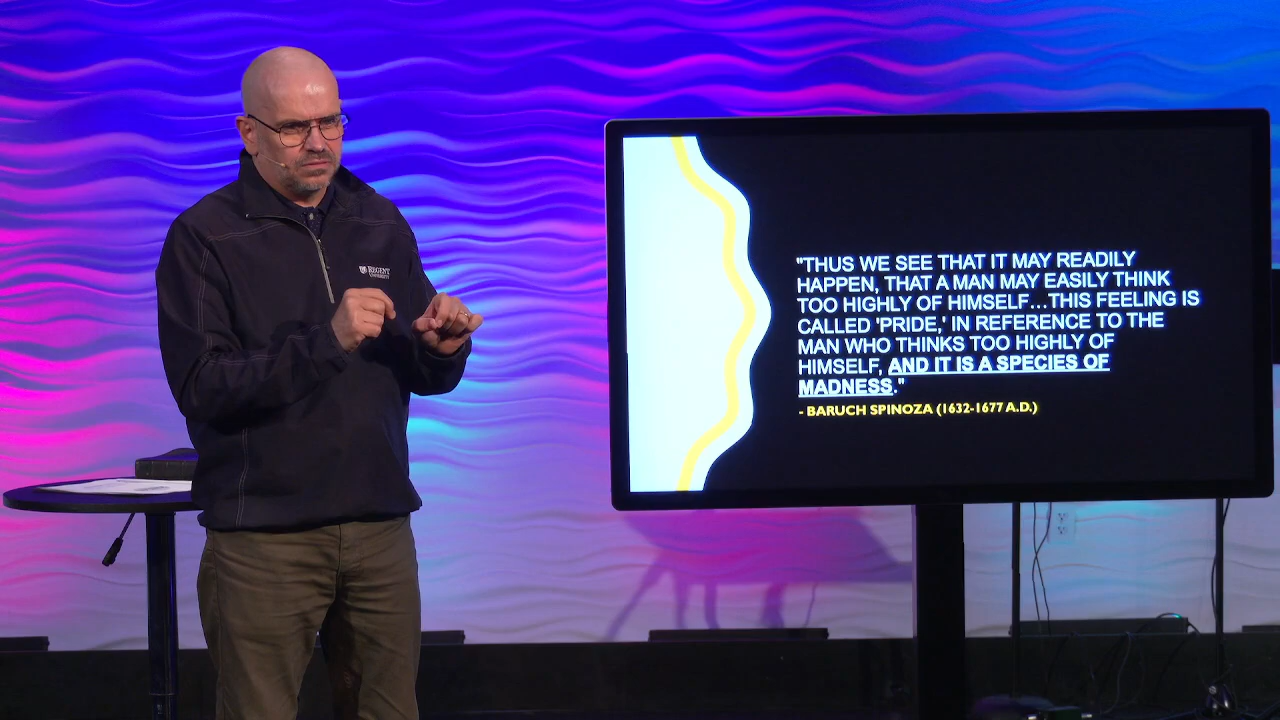 REGENT
UNIVERSITY
"THUS WE SEE THAT IT MAY READILY
HAPPEN, THAT A MAN MAY EASILY THINK
TOO HIGHLY OF HIMSELF...THIS FEELING IS
CALLED 'PRIDE,' IN REFERENCE TO THE
MAN WHO THINKS TOO HIGHLY OF
HIMSELF, AND IT IS A SPECIES OF
MADNESS."
- BARUCH SPINOZA (1632-1677 A.D.)